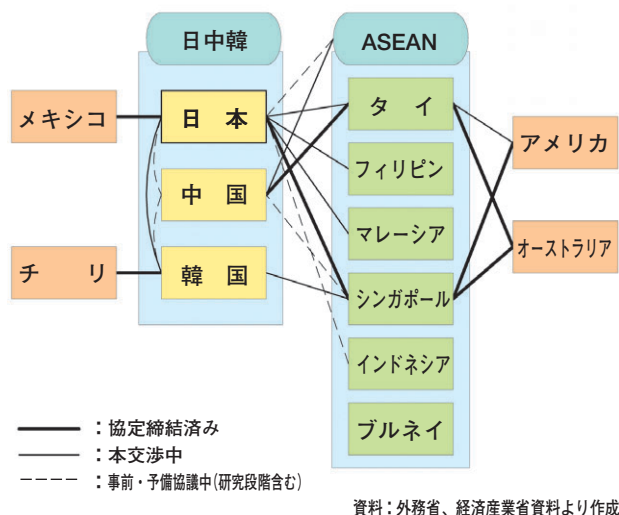 日中韓
ASEAN
メキシコ
チ リ
日 本
中 国
韓 国
タ イ
フィリピン
マレーシア
シンガポール
インドネシア
ブルネイ
アメリカ
オーストラリア
：協定締結済み
：本交渉中
：事前・予備協議中(研究段階含む)
資料：外務省、経済産業省資料より作成